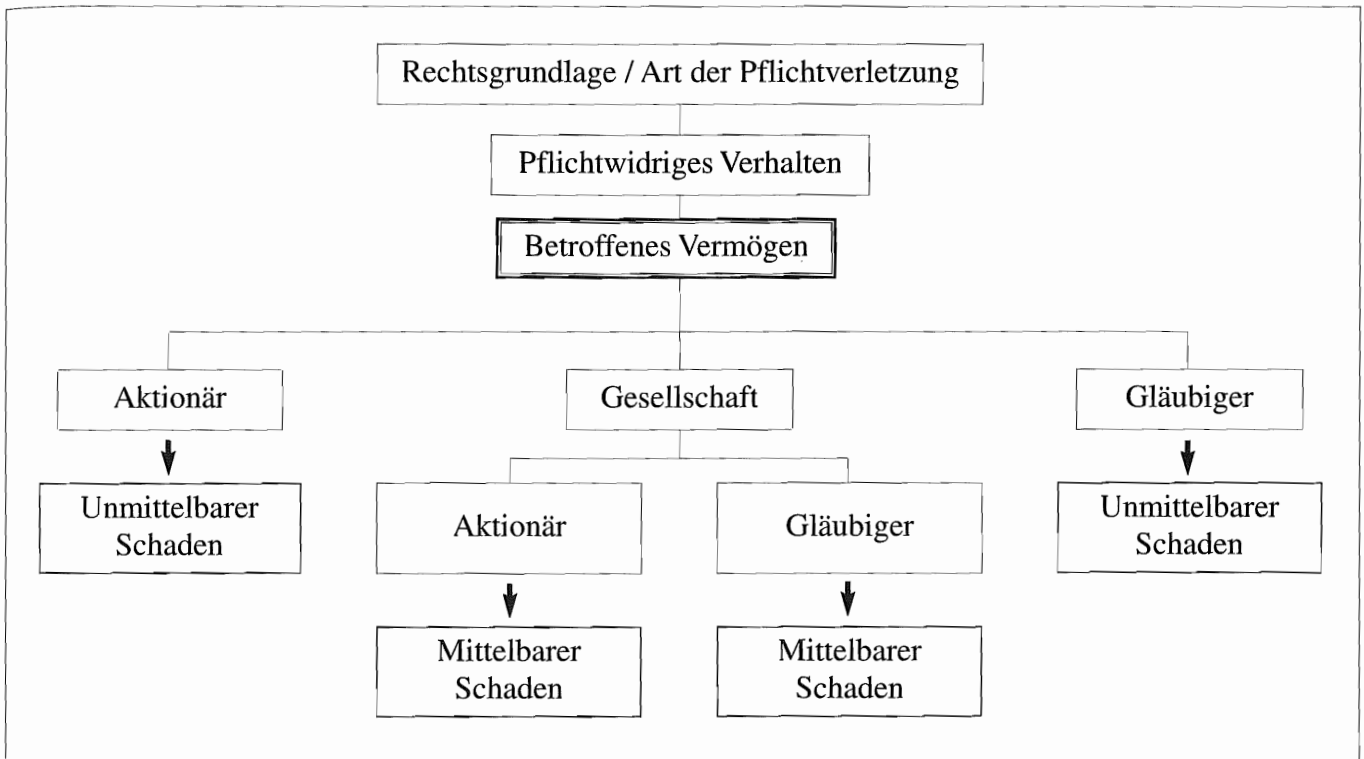 Rechtsgrundlage / Art der Pflichtverletzung
Pflichtwidriges Verhalten
Betroffenes Vermögen
Aktionär
Gesellschaft
Gläubiger
Unmittelbarer
Schaden
Aktionär
Gläubiger
Unmittelbarer
Schaden
Mittelbarer
Schaden
Mittelbarer
Schaden